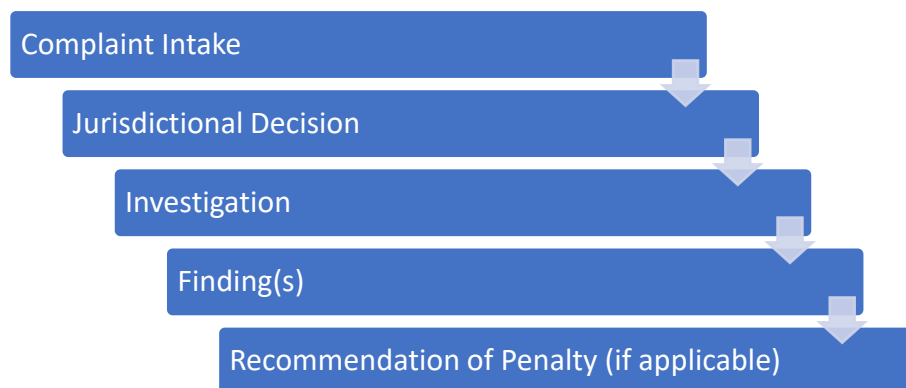 Complaint Intake
Jurisdictional Decision
Investigation
Finding(s)
Recommendation of Penalty (if applicable)